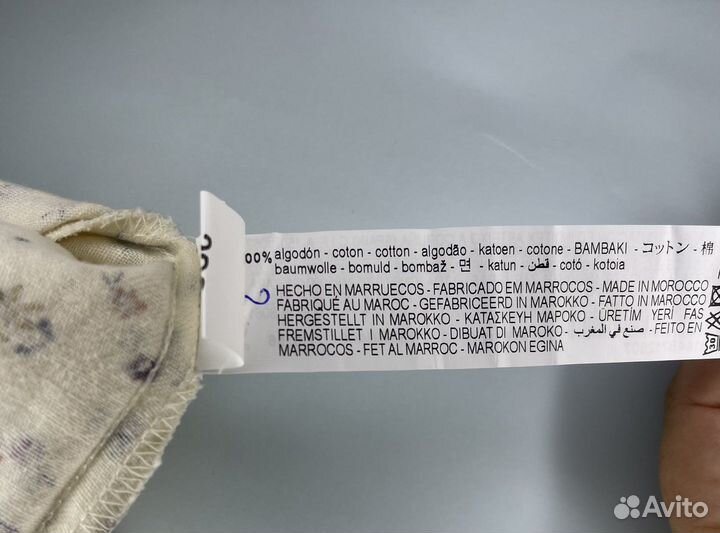 00% algodón - coton - cotton - algodão - katoen - cotone - BAMBAKI - コットン - 棉
baumwolle - bomuld - bombaž - 면 - katun - قطن - cotó - kotoia
HECHO EN MARRUECOS - FABRICADO EM MARROCOS - MADE IN MOROCCO
FABRIQUÉ AU MAROC - GEFABRICEERD IN MAROKKO - FATTO IN MAROCCO
HERGESTELLT IN MAROKKO - ΚΑΤΑΣΚΕΥΗ ΜΑΡΟΚΟ - ÜRETİM YERİ FAS
FREMSTILLET I MAROKKO - DIBUAT DI MAROKO - صنع في المغرب - FEITO EN
MARROCOS - FET AL MARROC - MAROKON EGINA
Avito